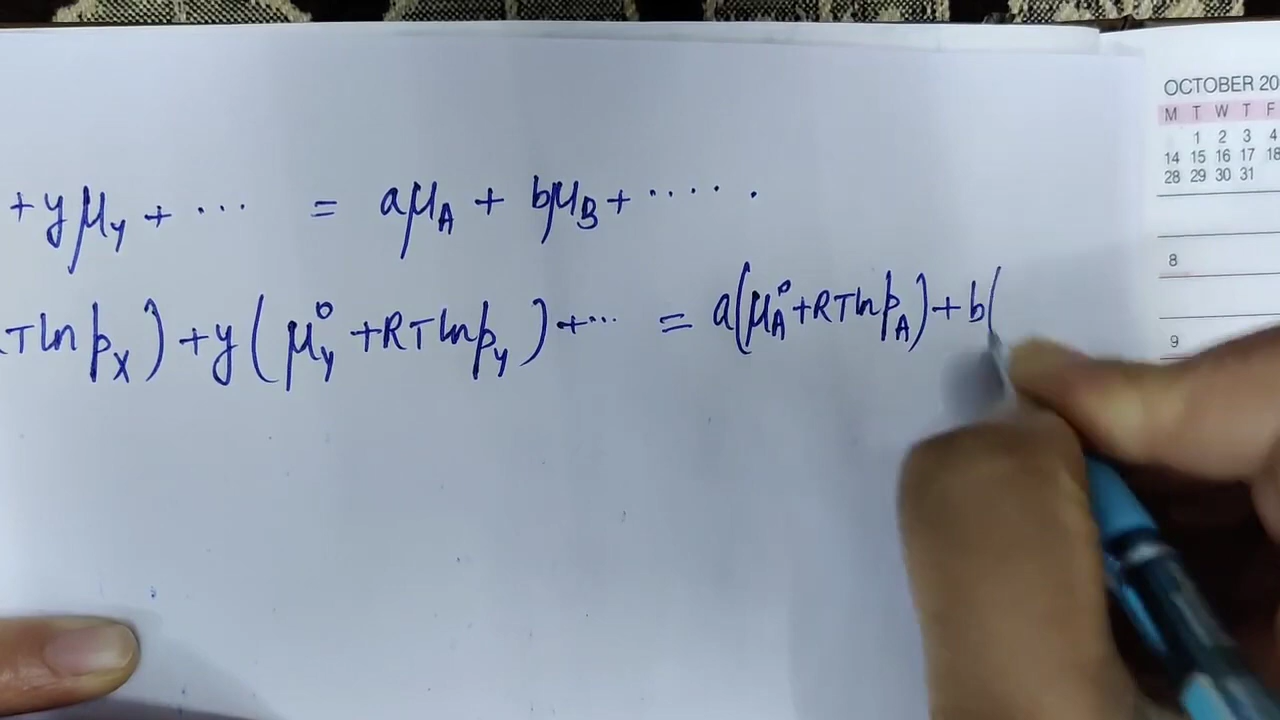 +yμY + ... = aμA + bμB + ......
RT ln pX) + y(μ°Y + RT ln pY) + ... = a(μ°A + RT ln pA) + b(
OCTOBER 20
M T W T F
1 2 3 4
14 15 16 17 18
28 29 30 31
8
9